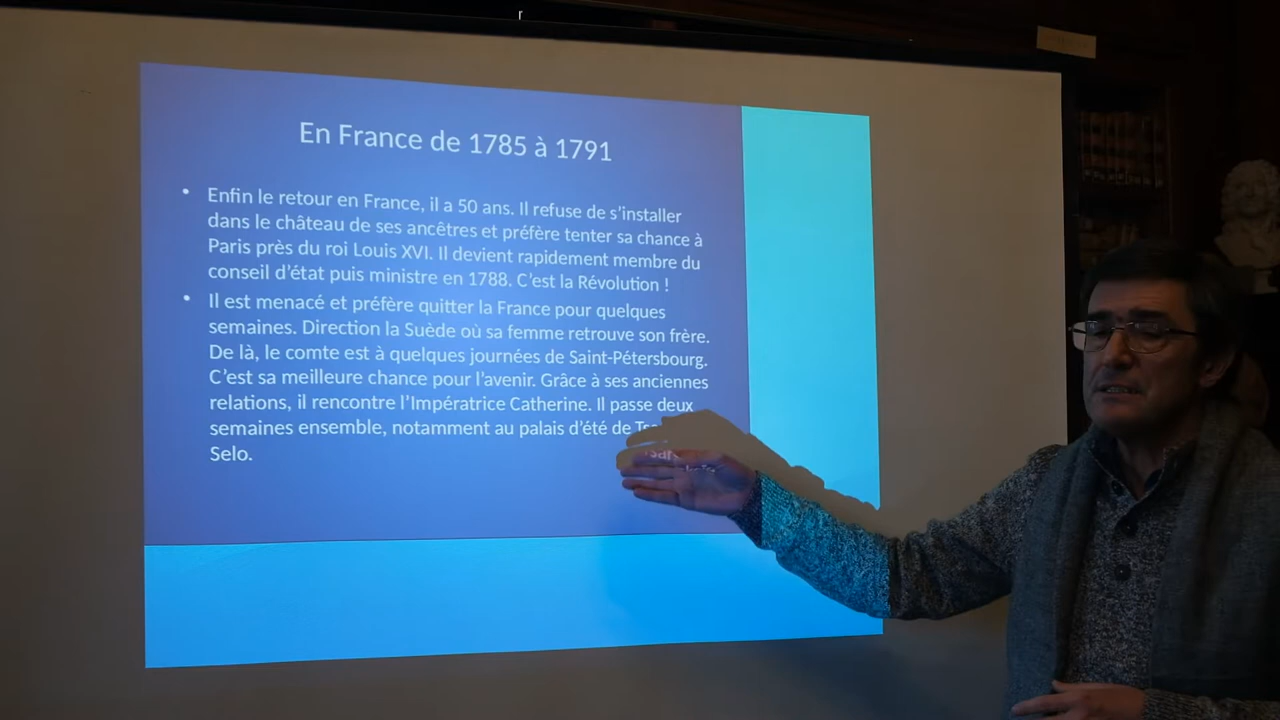 En France de 1785 à 1791
• Enfin le retour en France, il a 50 ans. Il refuse de s'installer
dans le château de ses ancêtres et préfère tenter sa chance à
Paris près du roi Louis XVI. Il devient rapidement membre du
conseil d'état puis ministre en 1788. C'est la Révolution !
• Il est menacé et préfère quitter la France pour quelques
semaines. Direction la Suède où sa femme retrouve son frère.
De là, le comte est à quelques journées de Saint-Pétersbourg.
C'est sa meilleure chance pour l'avenir. Grâce à ses anciennes
relations, il rencontre l'Impératrice Catherine. Il passe deux
semaines ensemble, notamment au palais d'été de
Selo.